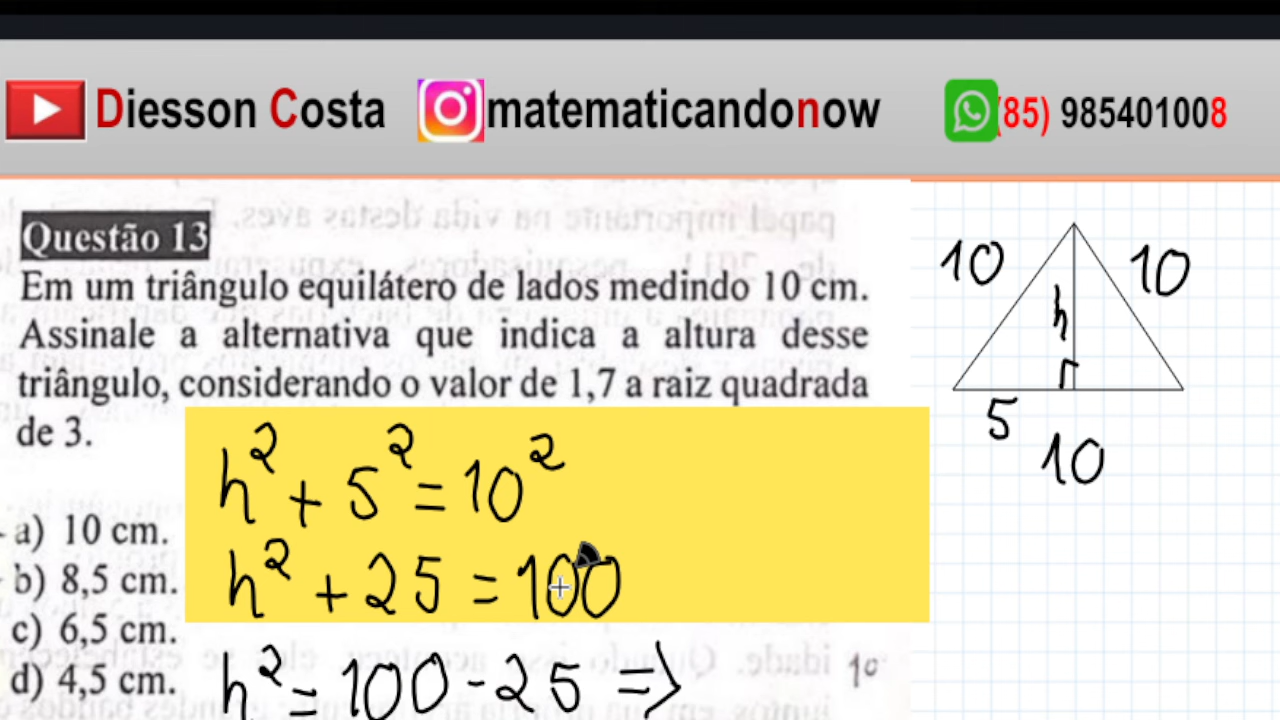 Diesson Costa matematicandonow (85) 985401008
Questão 13
Em um triângulo equilátero de lados medindo 10 cm.
Assinale a alternativa que indica a altura desse
triângulo, considerando o valor de 1,7 a raiz quadrada
de 3.
a) 10 cm.
b) 8,5 cm.
c) 6,5 cm.
d) 4,5 cm.
h² + 5² = 10²
h² + 25 = 100
h² = 100 - 25 =>
10 10
h
5
10